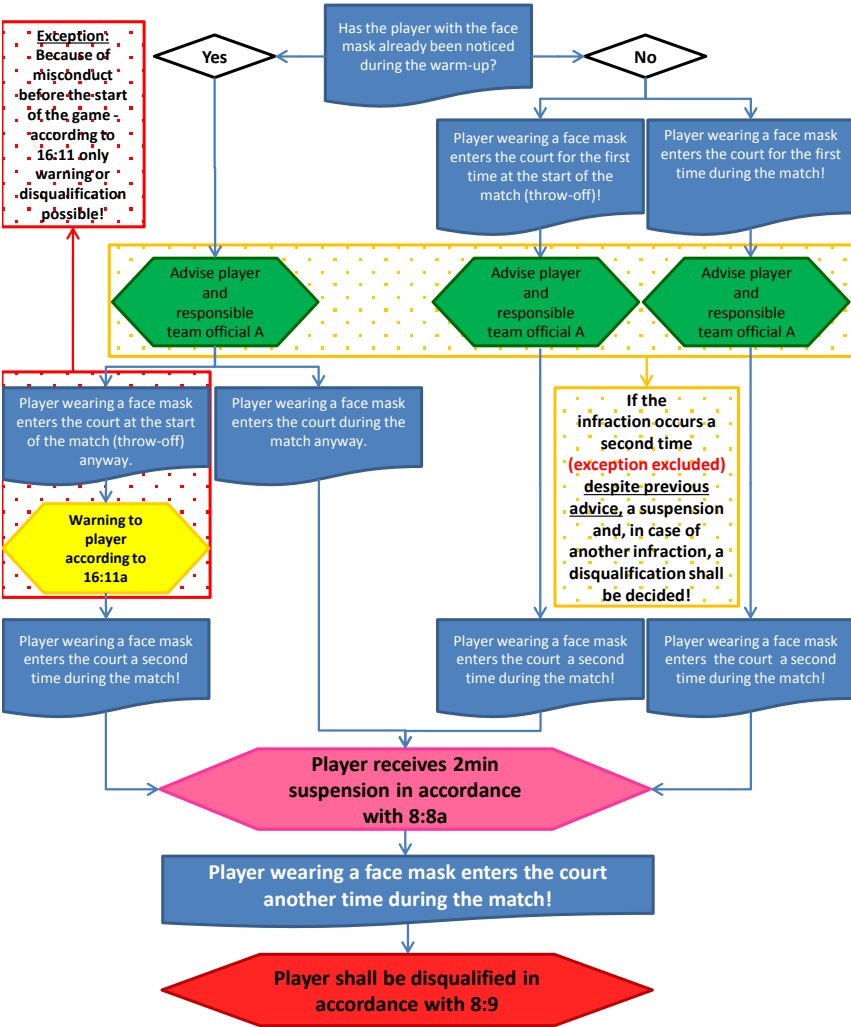 Exception:
Because of
misconduct
before the start
of the game -
according to
16:11 only
warning or
disqualification
possible!
Yes
Has the player with the face
mask already been noticed
during the warm-up?
No
Player wearing a face mask
enters the court for the first
time at the start of the
match (throw-off)!
Player wearing a face mask
enters the court for the first
time during the match!
Advise player
and
responsible
team official A
Advise player
and
responsible
team official A
Advise player
and
responsible
team official A
Player wearing a face mask
enters the court at the start
of the match (throw-off)
anyway.
Player wearing a face mask
enters the court during the
match anyway.
If the
infraction occurs a
second time
(exception excluded)
despite previous
advice, a suspension
and, in case of
another infraction, a
disqualification shall
be decided!
Warning to
player
according to
16:11a
Player wearing a face mask
enters the court a second
time during the match!
Player wearing a face mask
enters the court a second
time during the match!
Player wearing a face mask
enters the court a second
time during the match!
Player receives 2min
suspension in accordance
with 8:8a
Player wearing a face mask enters the court
another time during the match!
Player shall be disqualified in
accordance with 8:9